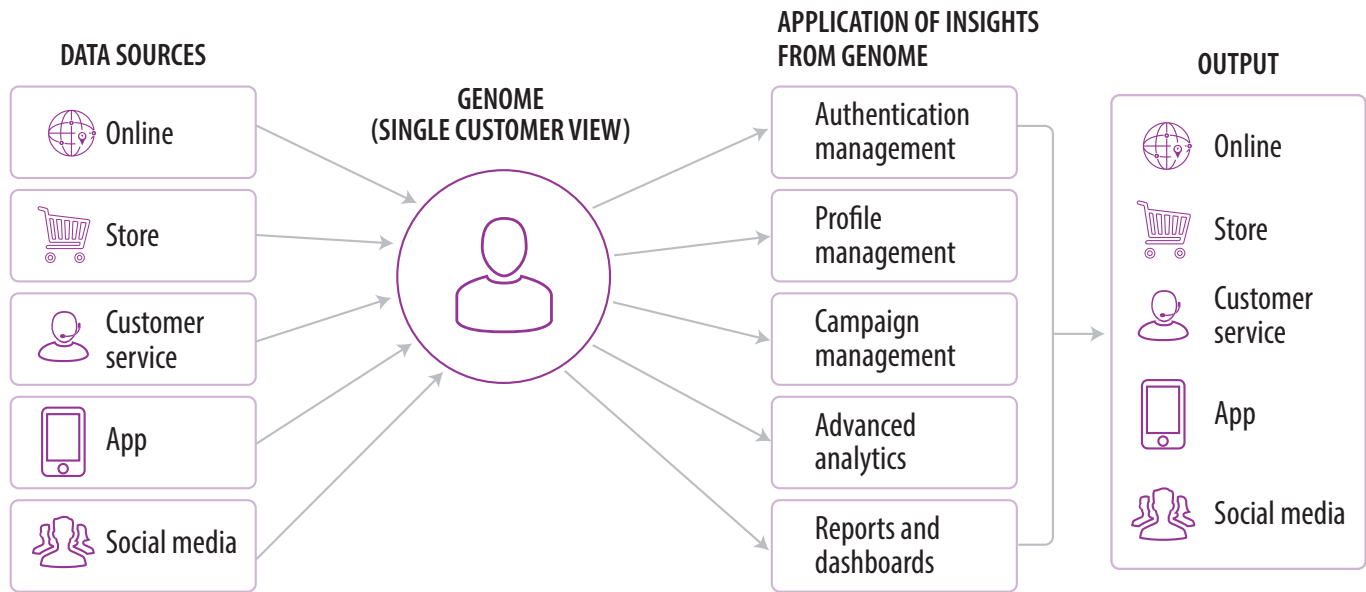 DATA SOURCES
Online
Store
Customer
service
App
Social media
GENOME
(SINGLE CUSTOMER VIEW)
APPLICATION OF INSIGHTS
FROM GENOME
Authentication
management
Profile
management
Campaign
management
Advanced
analytics
Reports and
dashboards
OUTPUT
Online
Store
Customer
service
App
Social media